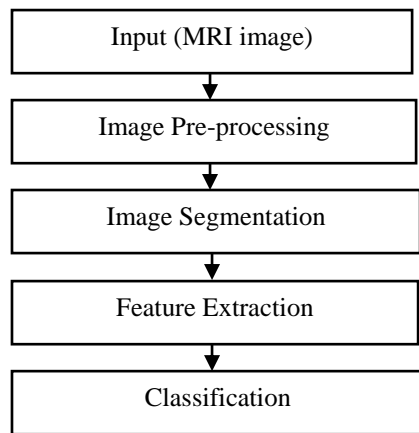 Input (MRI image)
Image Pre-processing
Image Segmentation
Feature Extraction
Classification